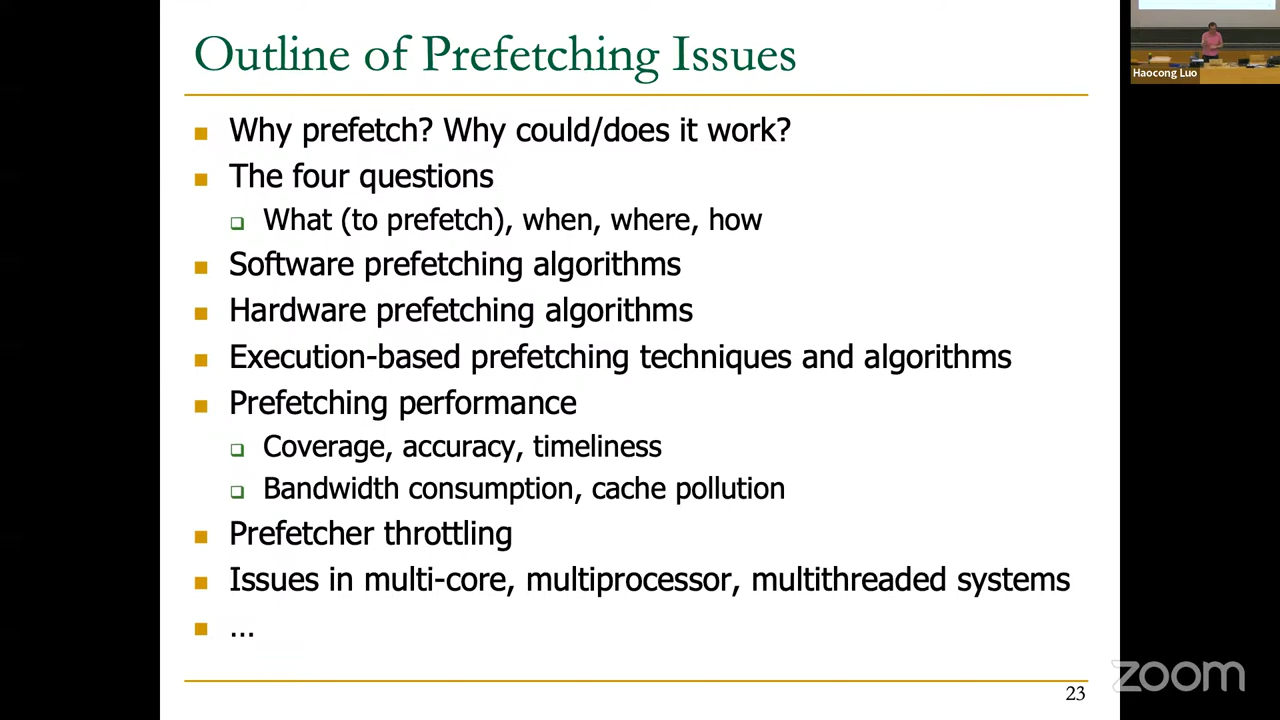 Outline of Prefetching Issues
Why prefetch? Why could/does it work?
The four questions
What (to prefetch), when, where, how
Software prefetching algorithms
Hardware prefetching algorithms
Execution-based prefetching techniques and algorithms
Prefetching performance
Coverage, accuracy, timeliness
Bandwidth consumption, cache pollution
Prefetcher throttling
Issues in multi-core, multiprocessor, multithreaded systems
...
23
Haocong Luo
zoom